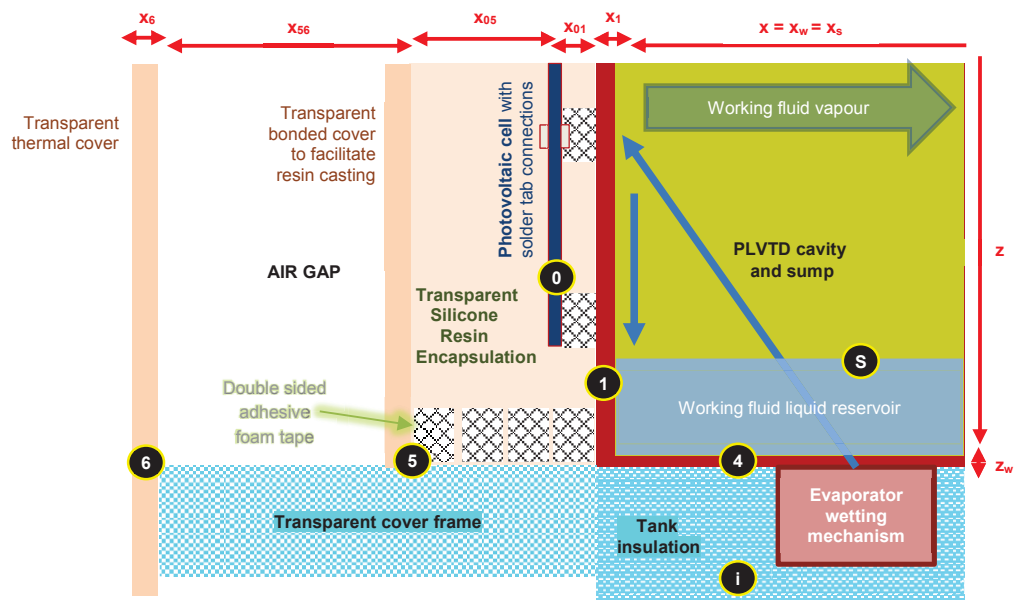 x6
x56
x05
x01
x1
x = xw = xs
Transparent
thermal cover
Transparent
bonded cover
to facilitate
resin casting
Photovoltaic cell with
solder tab connections
Working fluid vapour
AIR GAP
0
PLVTD cavity
and sump
z
Transparent
Silicone
Resin
Encapsulation
S
1
Double sided
adhesive
foam tape
Working fluid liquid reservoir
6
5
4
zw
Transparent cover frame
Tank
insulation
Evaporator
wetting
mechanism
i